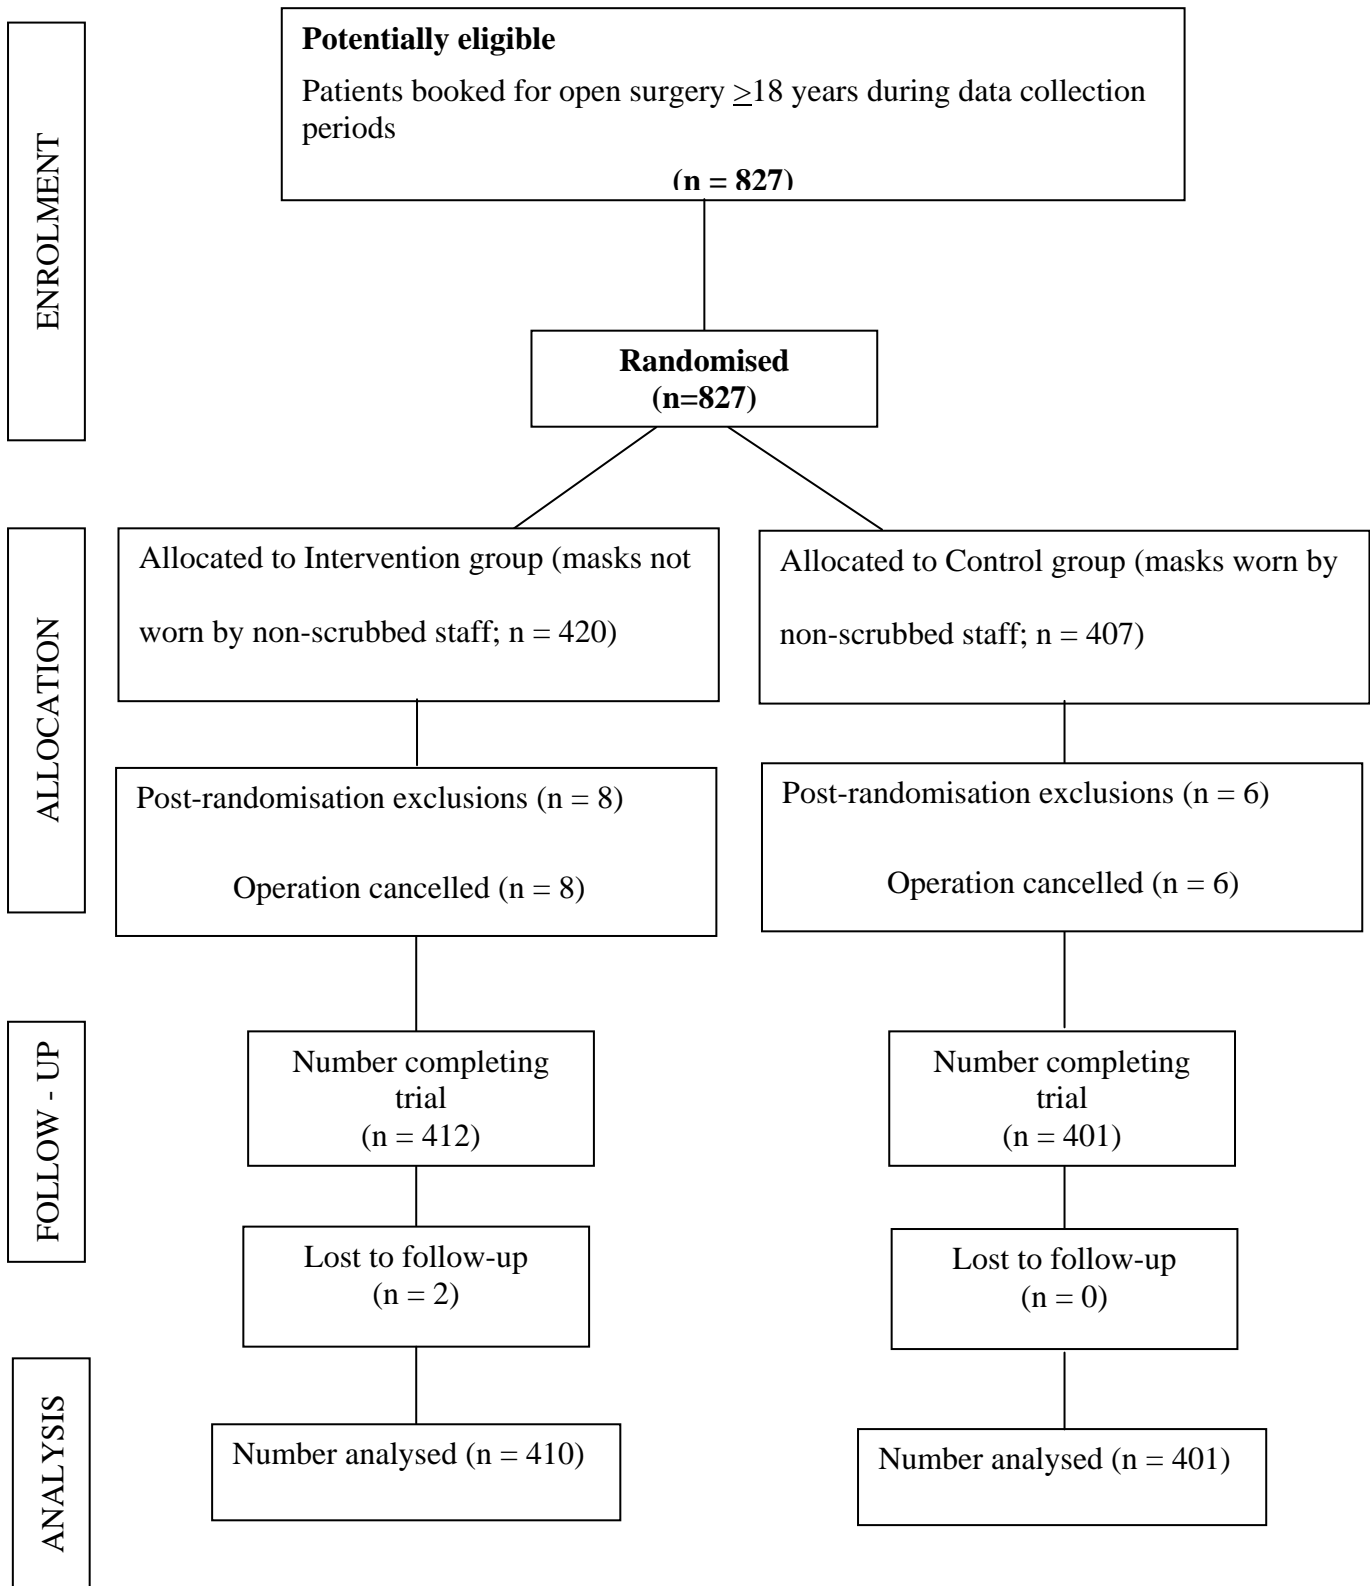 ENROLMENT
Potentially eligible
Patients booked for open surgery ≥18 years during data collection
periods
(n = 827)
Randomised
(n=827)
ALLOCATION
Allocated to Intervention group (masks not
worn by non-scrubbed staff; n = 420)
Allocated to Control group (masks worn by
non-scrubbed staff; n = 407)
Post-randomisation exclusions (n = 8)
Operation cancelled (n = 8)
Post-randomisation exclusions (n = 6)
Operation cancelled (n = 6)
FOLLOW - UP
Number completing
trial
(n = 412)
Number completing
trial
(n = 401)
Lost to follow-up
(n = 2)
Lost to follow-up
(n = 0)
ANALYSIS
Number analysed (n = 410)
Number analysed (n = 401)